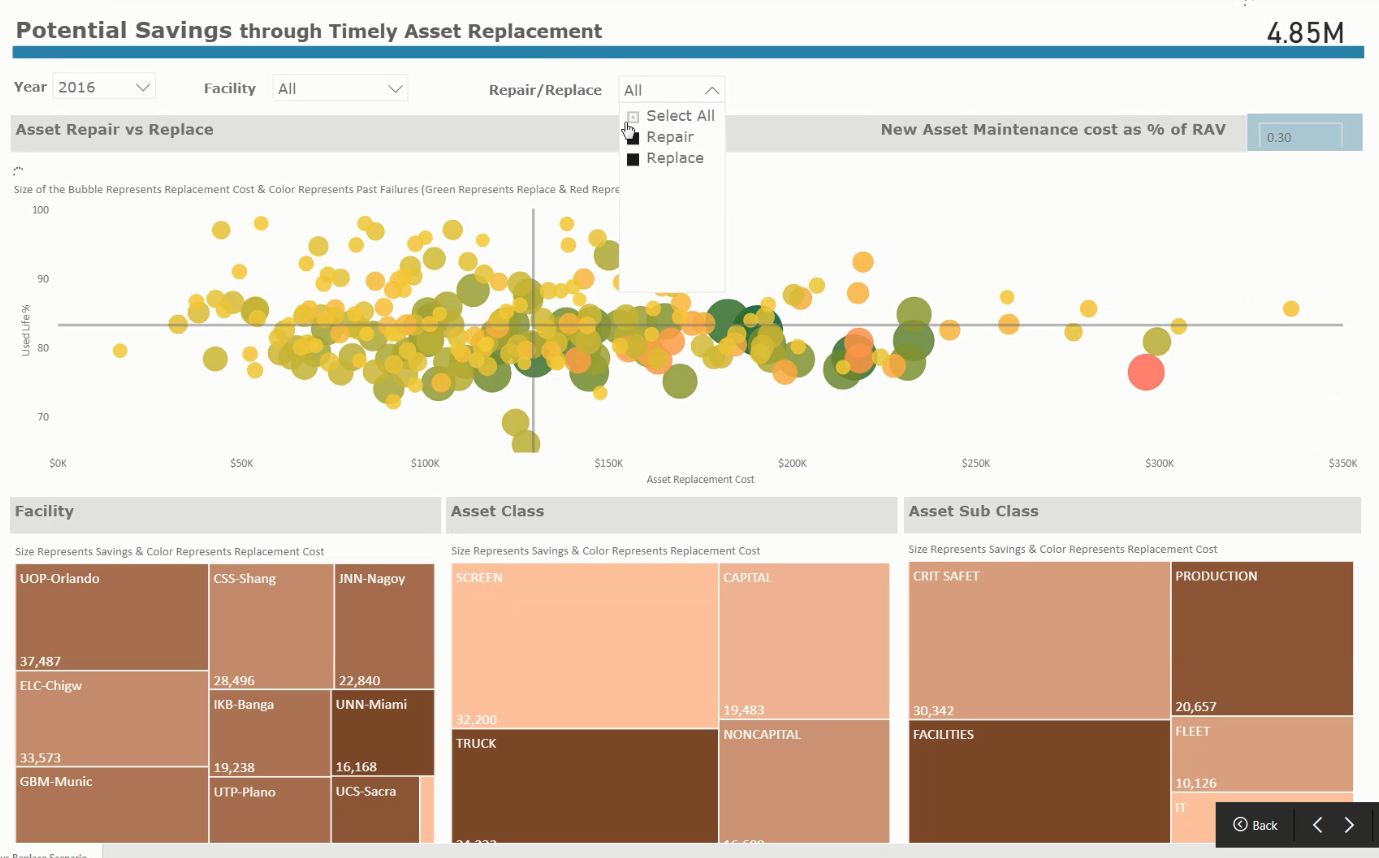 Potential Savings through Timely Asset Replacement
4.85M
Year 2016 Facility All Repair/Replace All
Select All
Repair
Replace
Asset Repair vs Replace
New Asset Maintenance cost as % of RAV 0.30
Size of the Bubble Represents Replacement Cost & Color Represents Past Failures (Green Represents Replace & Red Repre
100
90
80
70
Used Life %
$0K $50K $100K $150K $200K $250K $300K $350K
Asset Replacement Cost
Facility
Size Represents Savings & Color Represents Replacement Cost
UOP-Orlando
37,487
ELC-Chigw
33,573
GBM-Munic
CSS-Shang
28,496
IKB-Banga
19,238
UTP-Plano
JNN-Nagoy
22,840
UNN-Miami
16,168
UCS-Sacra
Asset Class
Size Represents Savings & Color Represents Replacement Cost
SCREEN
32,200
TRUCK
CAPITAL
19,483
NONCAPITAL
Asset Sub Class
Size Represents Savings & Color Represents Replacement Cost
CRIT SAFET
30,342
FACILITIES
PRODUCTION
20,657
FLEET
10,126
IT
Back
vs Replace Scenario